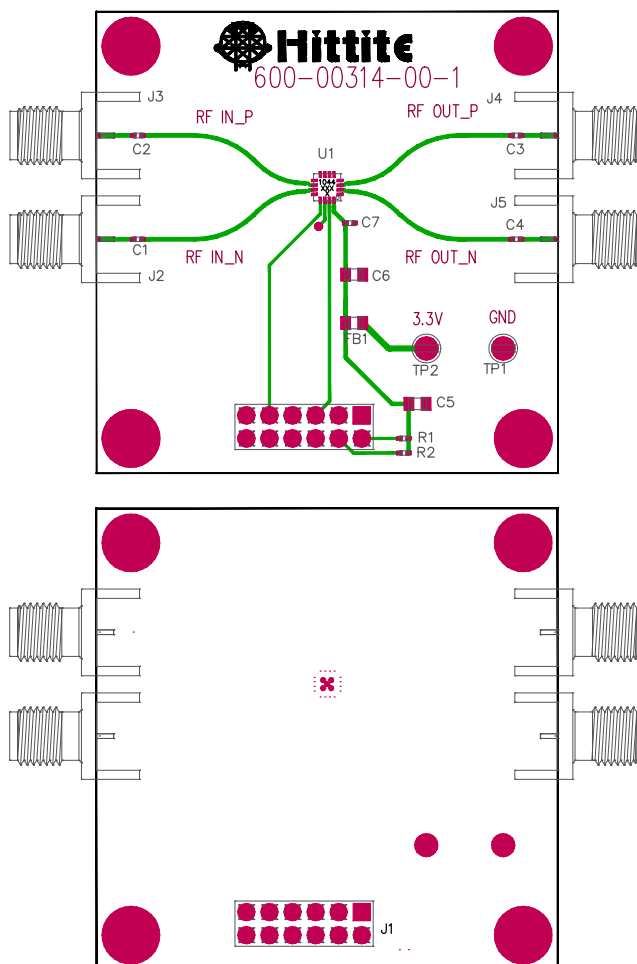 Hittite
600-00314-00-1
J3
J4
RF IN_P
RF OUT_P
C2
U1
C3
1044
XXX
X
J5
C7
C1
C4
RF IN_N
RF OUT_N
J2
C6
3.3V
GND
FB1
TP2
TP1
C5
R1
R2
J1